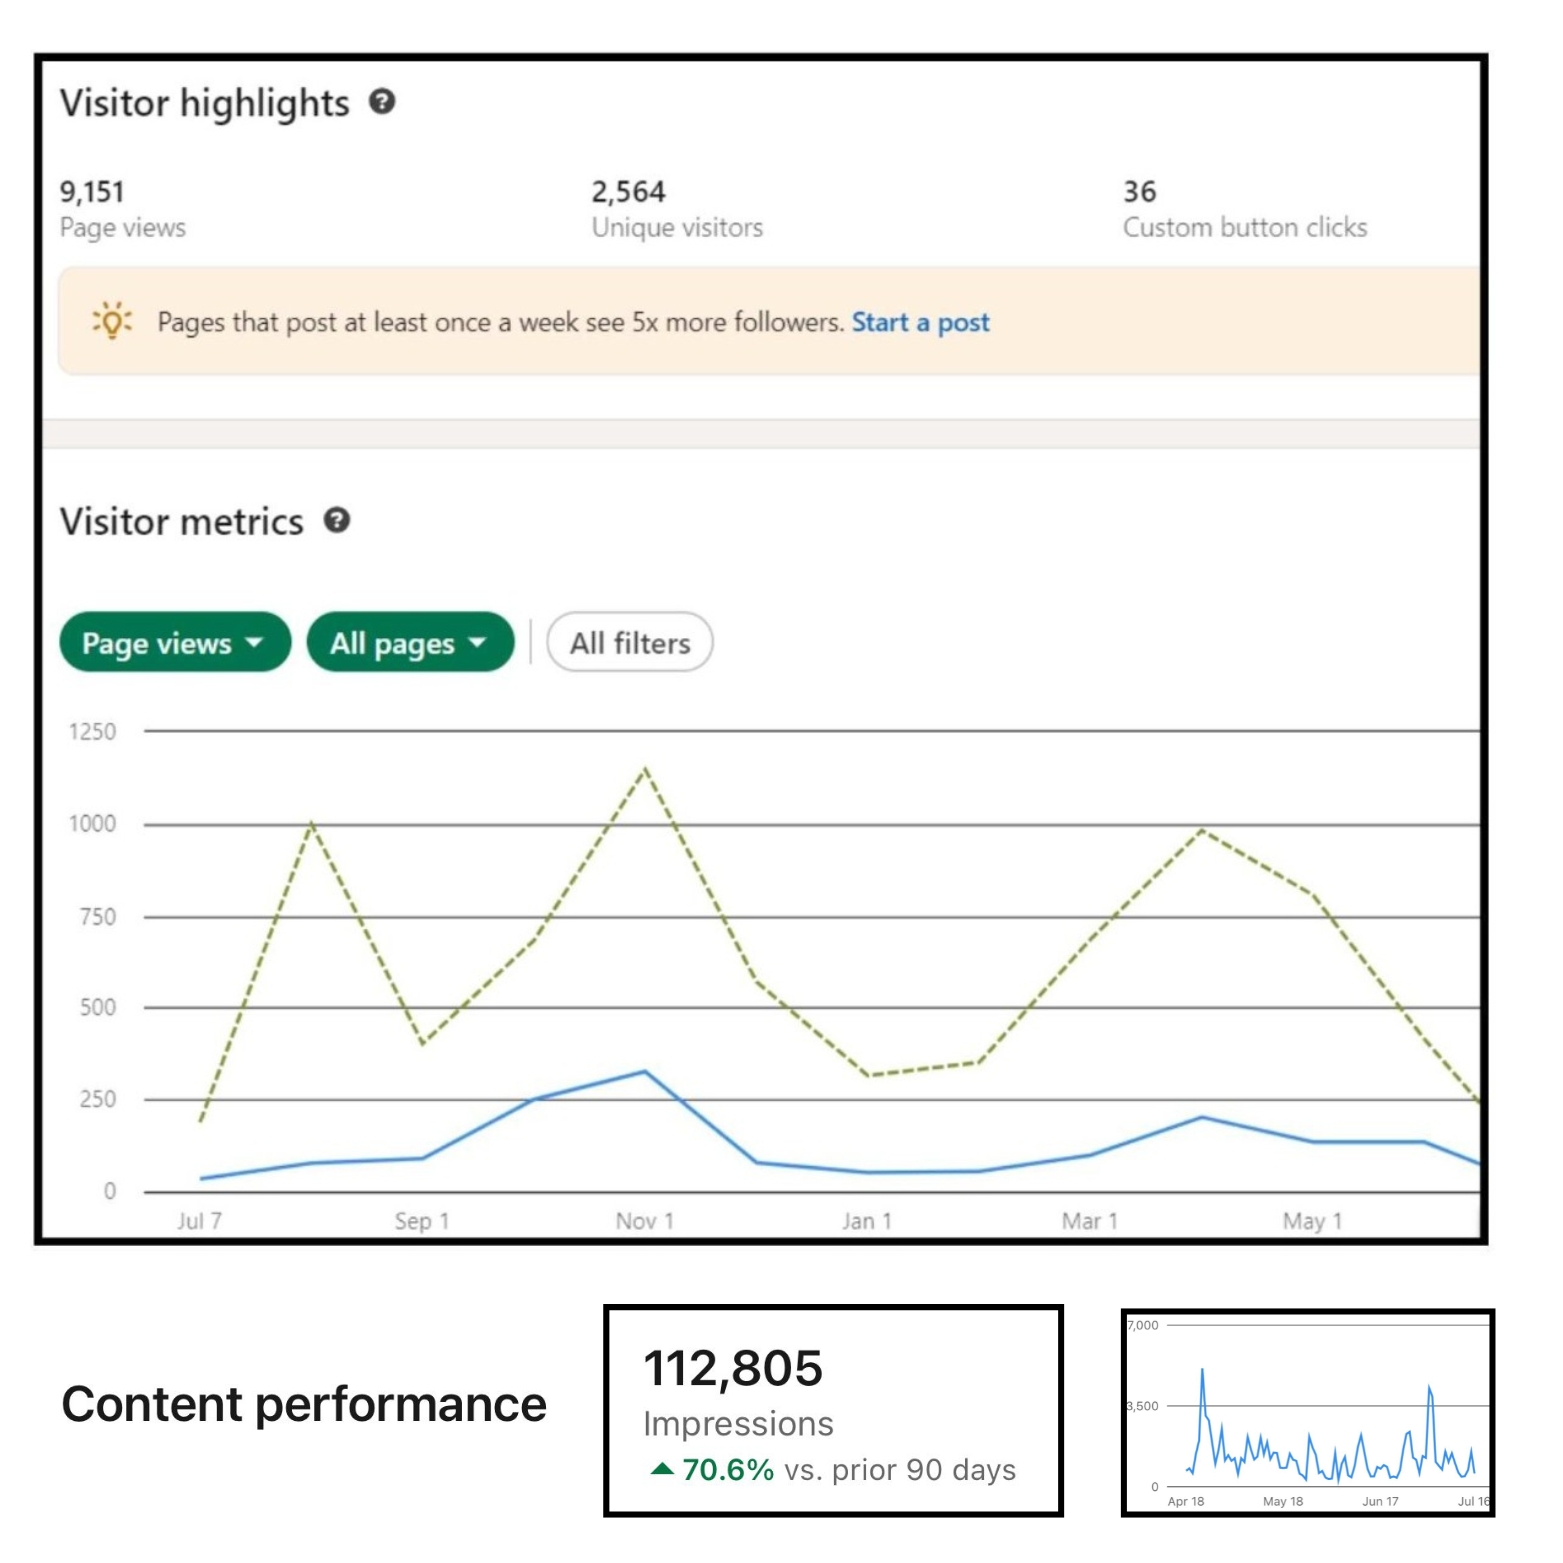 Visitor highlights
9,151
Page views
2,564
Unique visitors
36
Custom button clicks
Pages that post at least once a week see 5x more followers. Start a post
Visitor metrics
Page views
All pages
All filters
1250
1000
750
500
250
0
Jul 7
Sep 1
Nov 1
Jan 1
Mar 1
May 1
Content performance
112,805
Impressions
70.6% vs. prior 90 days
7,000
3,500
0
Apr 18
May 18
Jun 17
Jul 16